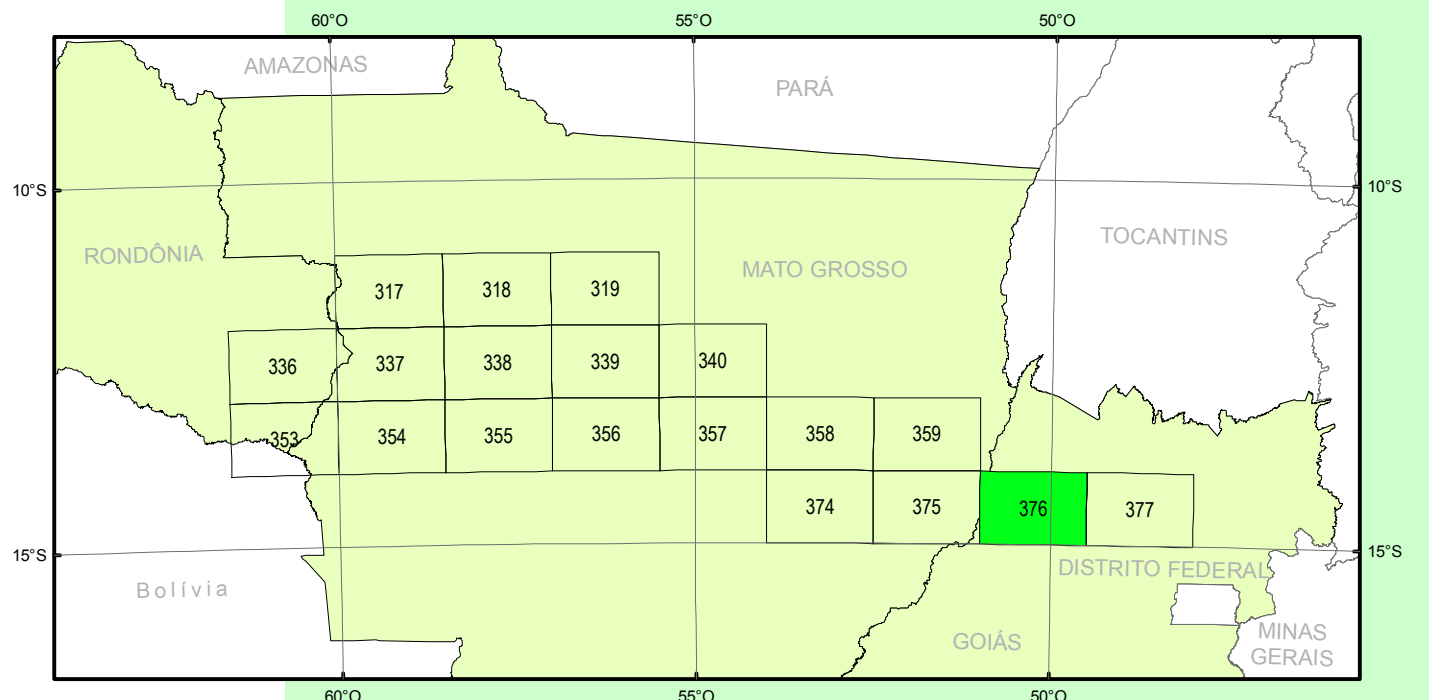 60°O 55°O 50°O
AMAZONAS
PARÁ
10°S 10°S
TOCANTINS
RONDÔNIA
MATO GROSSO
317 318 319
336 337 338 339 340
353 354 355 356 357 358 359
374 375 376 377
15°S 15°S
DISTRITO FEDERAL
Bolívia
MINAS
GERAIS
GOIÁS
60°O 55°O 50°O